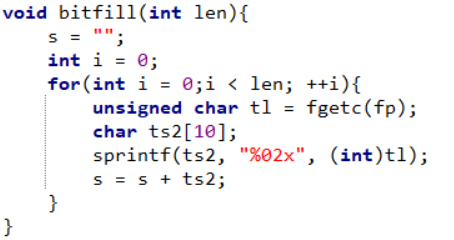 void bitfill(int len){
    s = "";
    int i = 0;
    for(int i = 0;i < len; ++i){
        unsigned char tl = fgetc(fp);
        char ts2[10];
        sprintf(ts2, "%02x", (int)tl);
        s = s + ts2;
    }
}